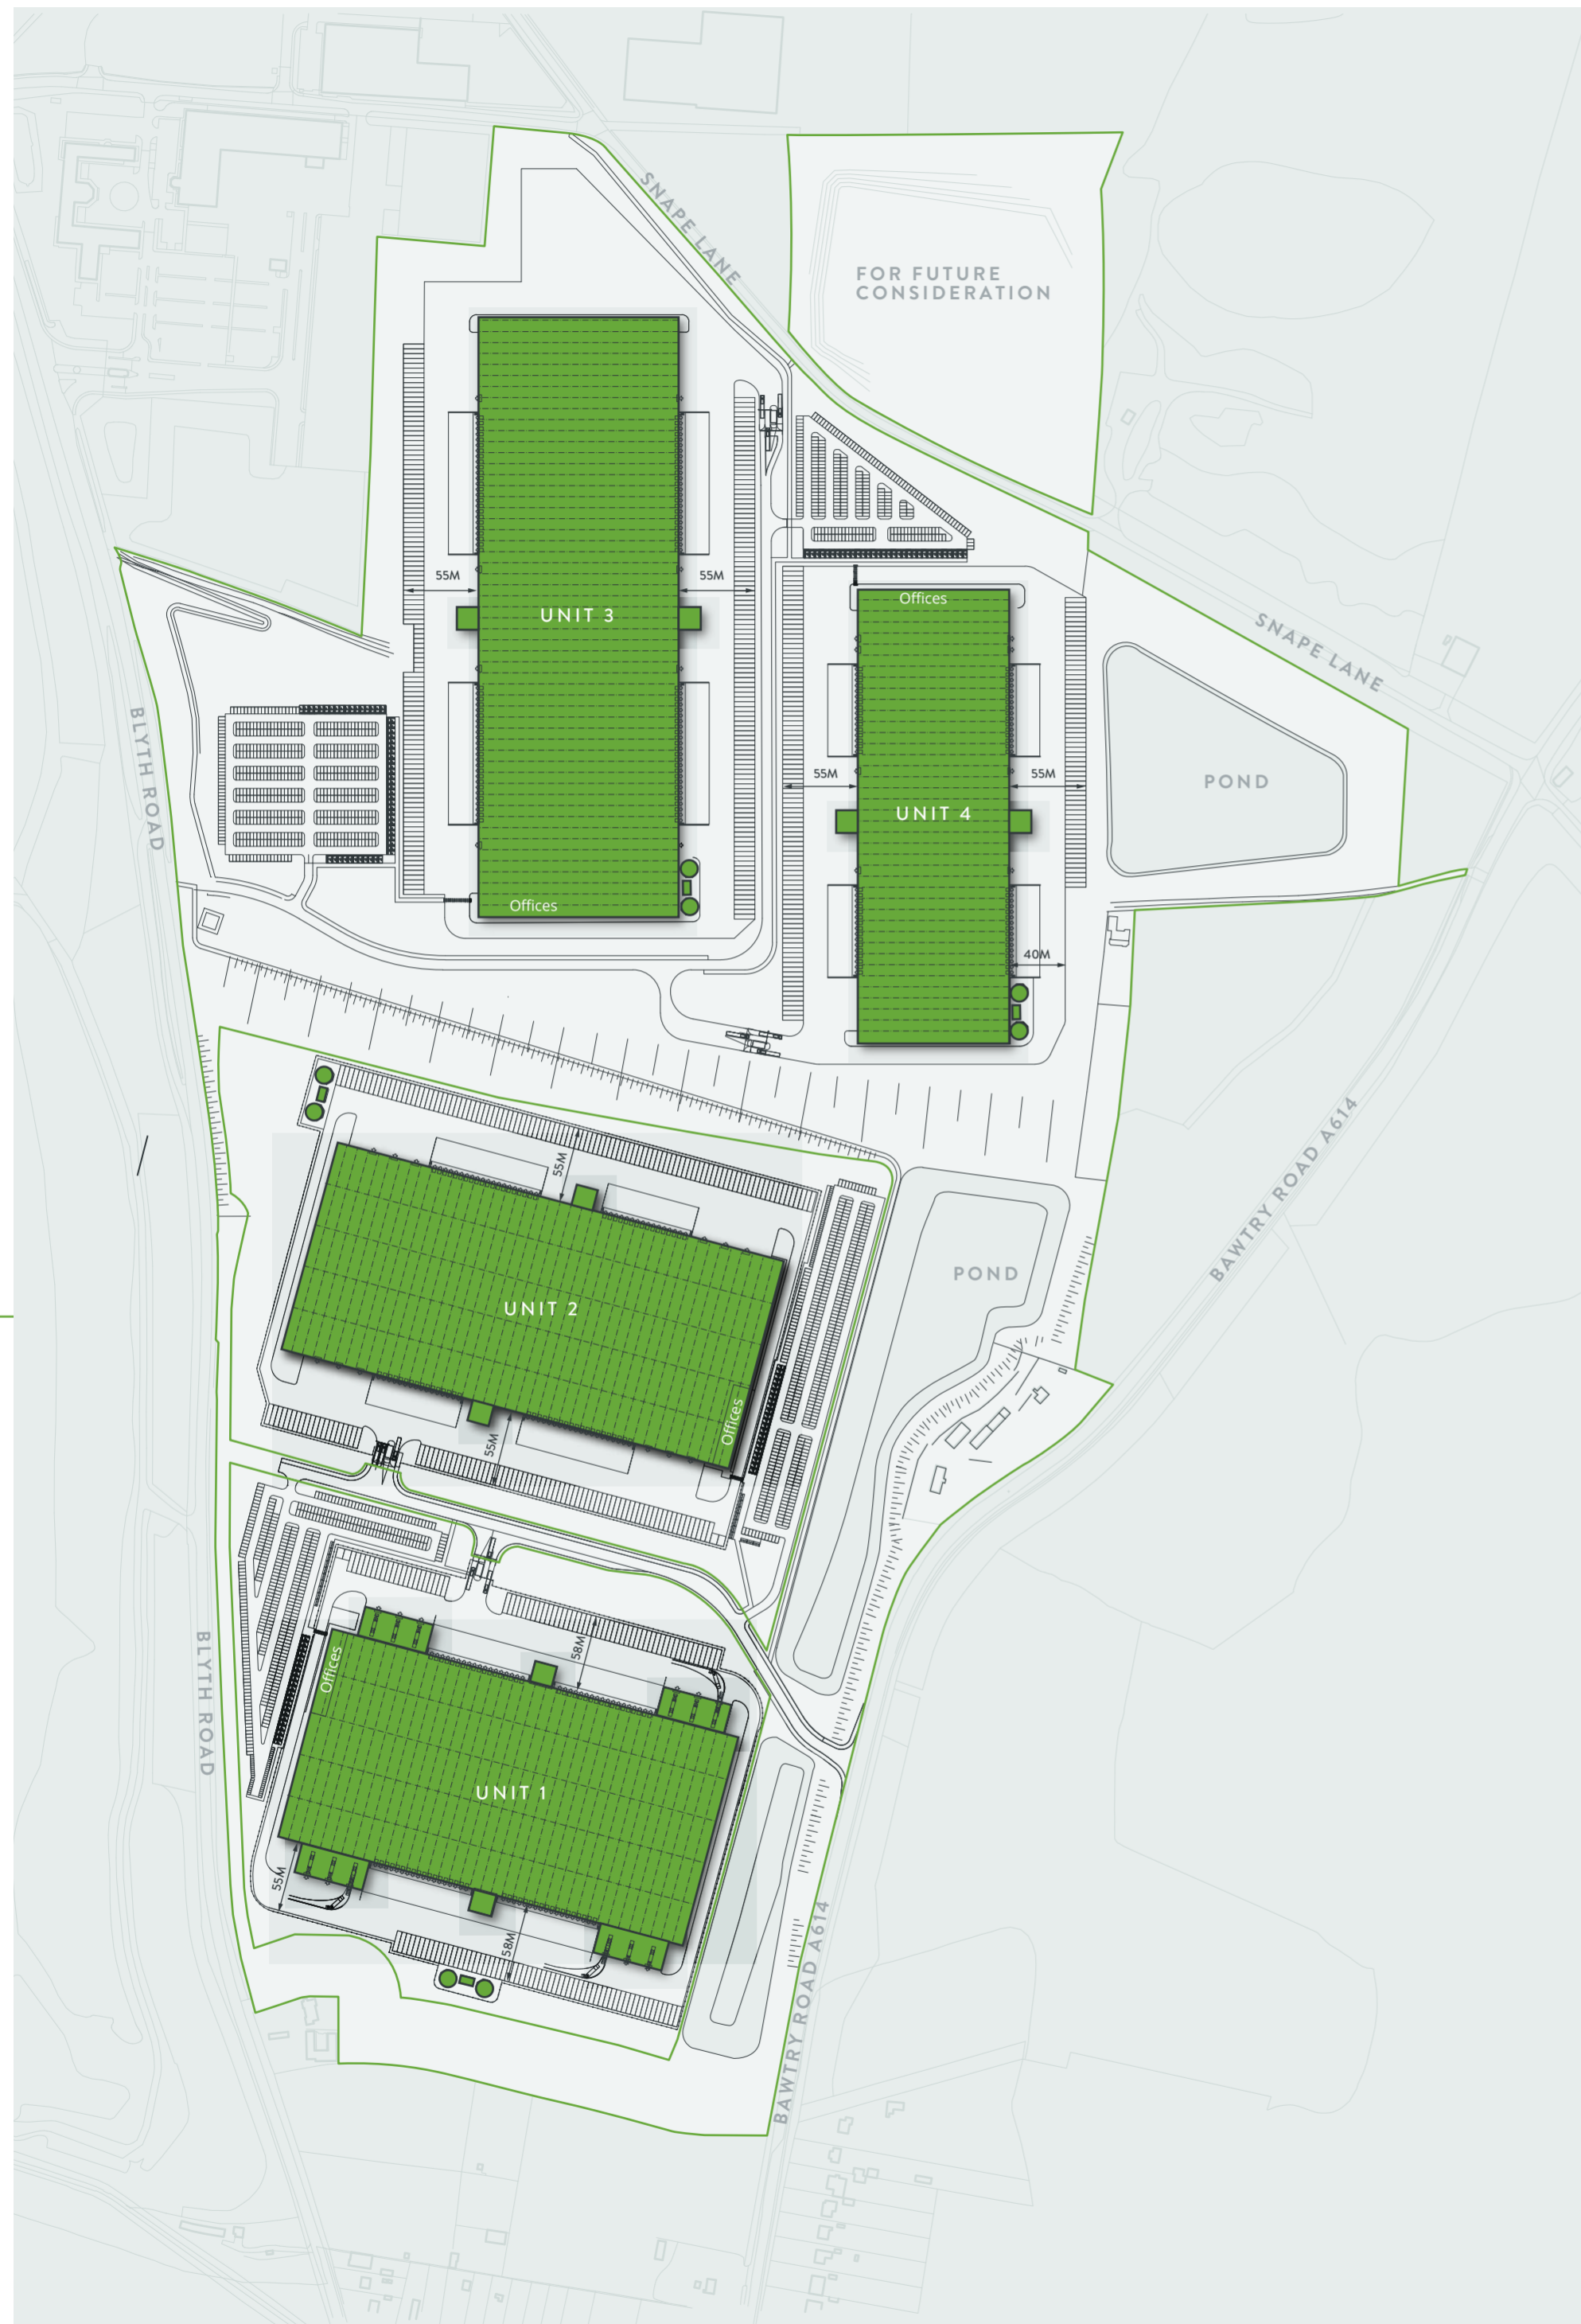 SNAPE LANE
FOR FUTURE
CONSIDERATION
55M
55M
UNIT 3
Offices
SNAPE LANE
BLYTH ROAD
55M
55M
UNIT 4
POND
Offices
40M
BAWTRY ROAD A614
55M
POND
UNIT 2
Offices
55M
58M
BLYTH ROAD
Offices
UNIT 1
55M
58M
BAWTRY ROAD A614